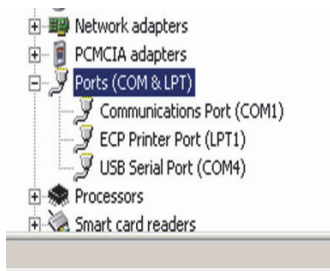 Network adapters
PCMCIA adapters
Ports (COM & LPT)
Communications Port (COM1)
ECP Printer Port (LPT1)
USB Serial Port (COM4)
Processors
Smart card readers